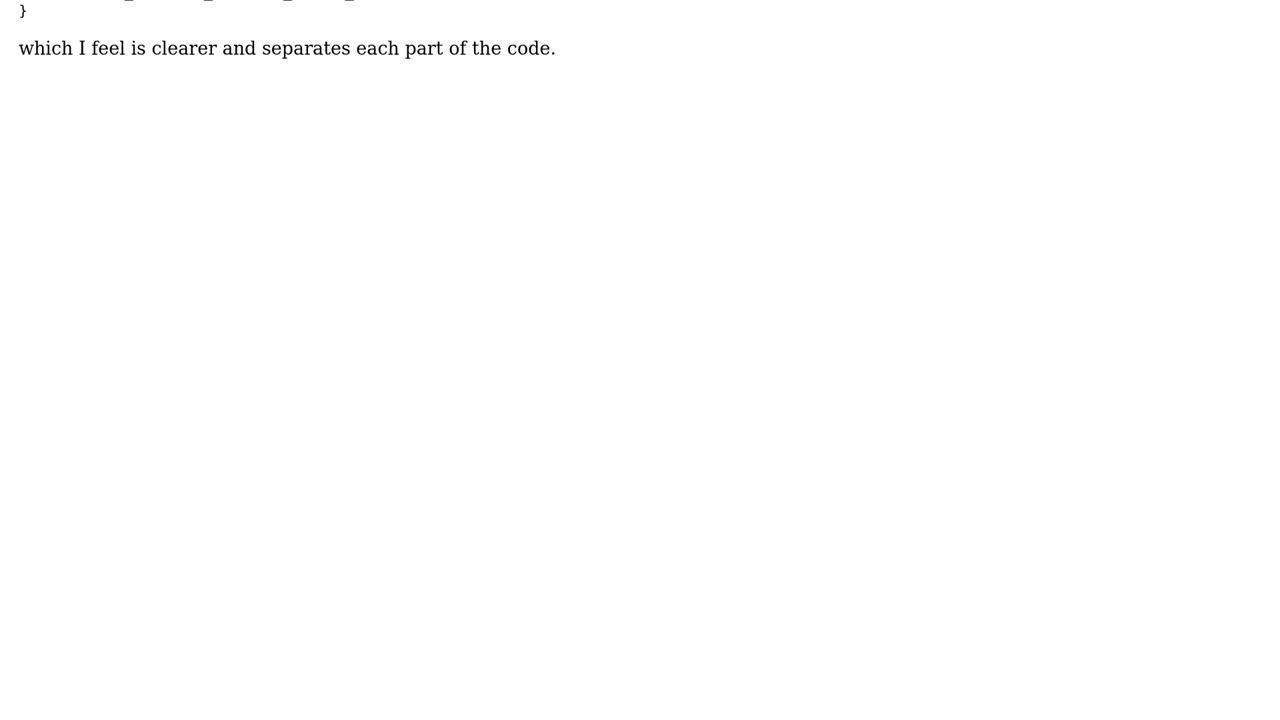 }
which I feel is clearer and separates each part of the code.